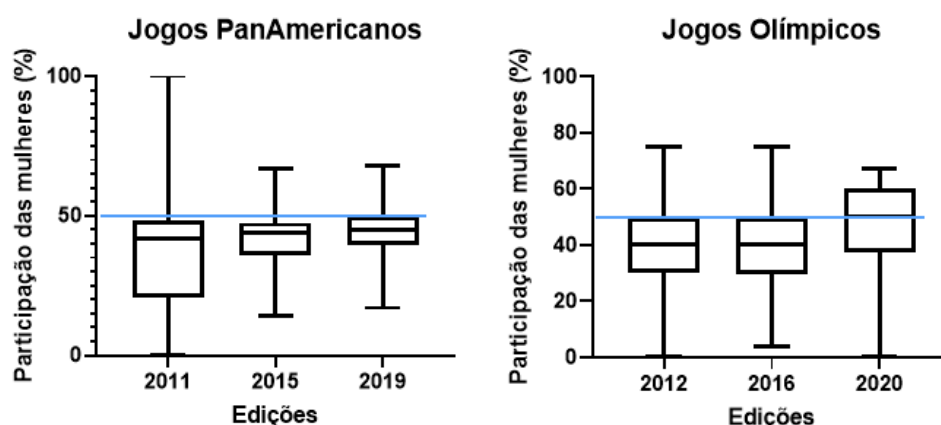 Jogos PanAmericanos
Participação das mulheres (%)
100
50
0
2011 2015 2019
Edições
Jogos Olímpicos
Participação das mulheres (%)
100
80
60
40
20
0
2012 2016 2020
Edições